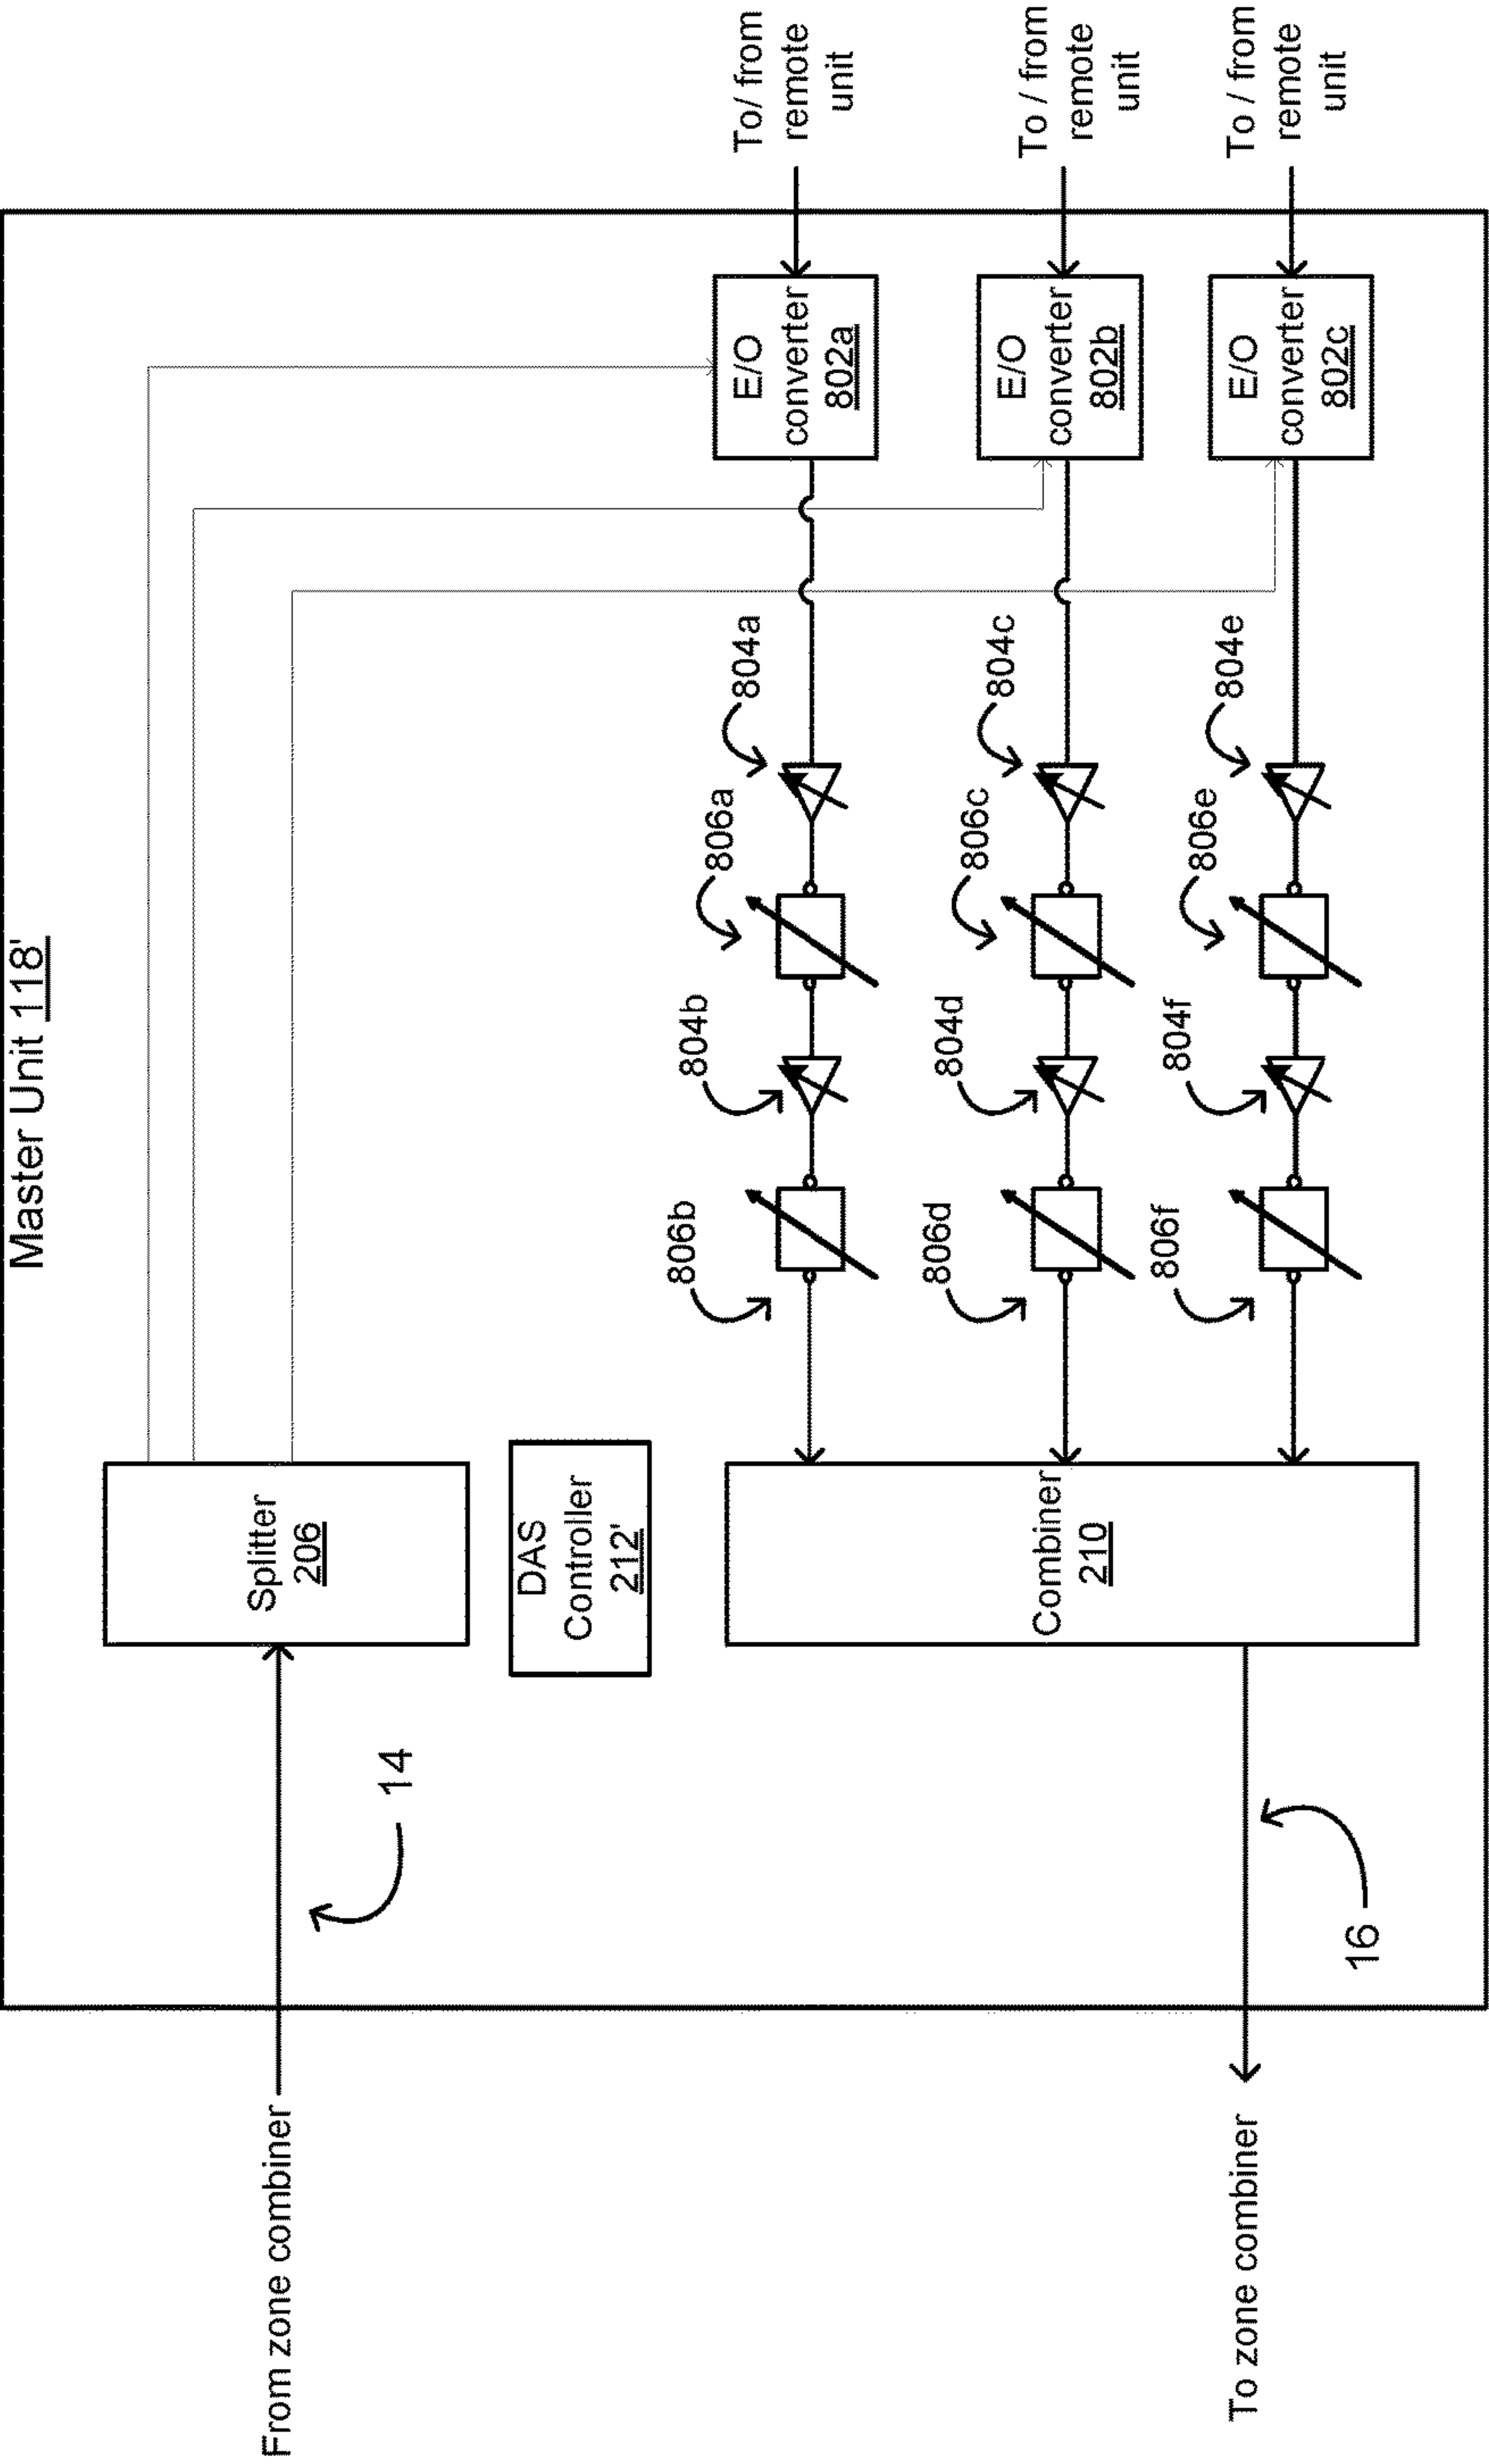 Master Unit 118'
From zone combiner
14
Splitter
206
DAS
Controller
212'
Combiner
210
16
To zone combiner
806b
804b
806a
804a
E/O
converter
802a
To/ from
remote
unit
806d
804d
806c
804c
E/O
converter
802b
To / from
remote
unit
806f
804f
806e
804e
E/O
converter
802c
To / from
remote
unit